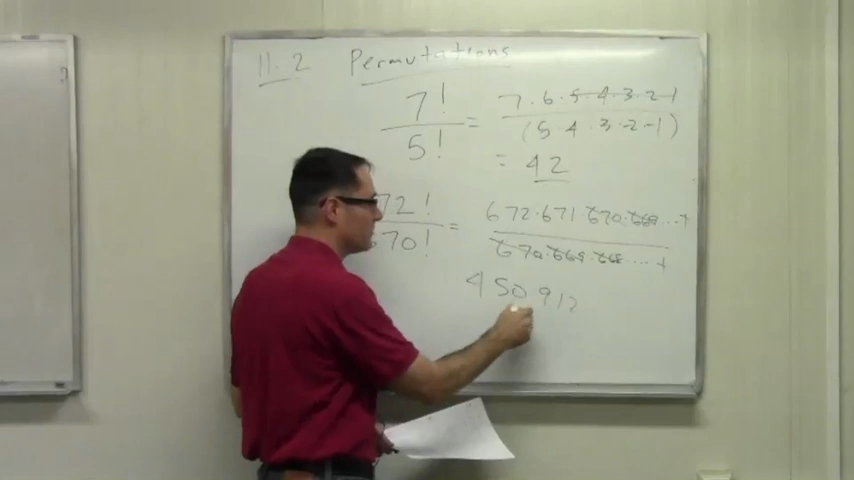 11.2 Permutations
7! / 5! = 7·6·5·4·3·2·1 / (5·4·3·2·1)
= 42
72! / 670! = 672·671·670·669...1 / 670·669·668...1
450912